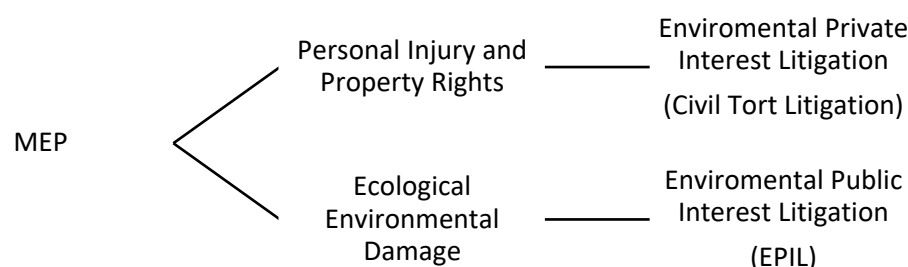 MEP
Personal Injury and
Property Rights
Enviromental Private
Interest Litigation
(Civil Tort Litigation)
Ecological
Environmental
Damage
Enviromental Public
Interest Litigation
(EPIL)